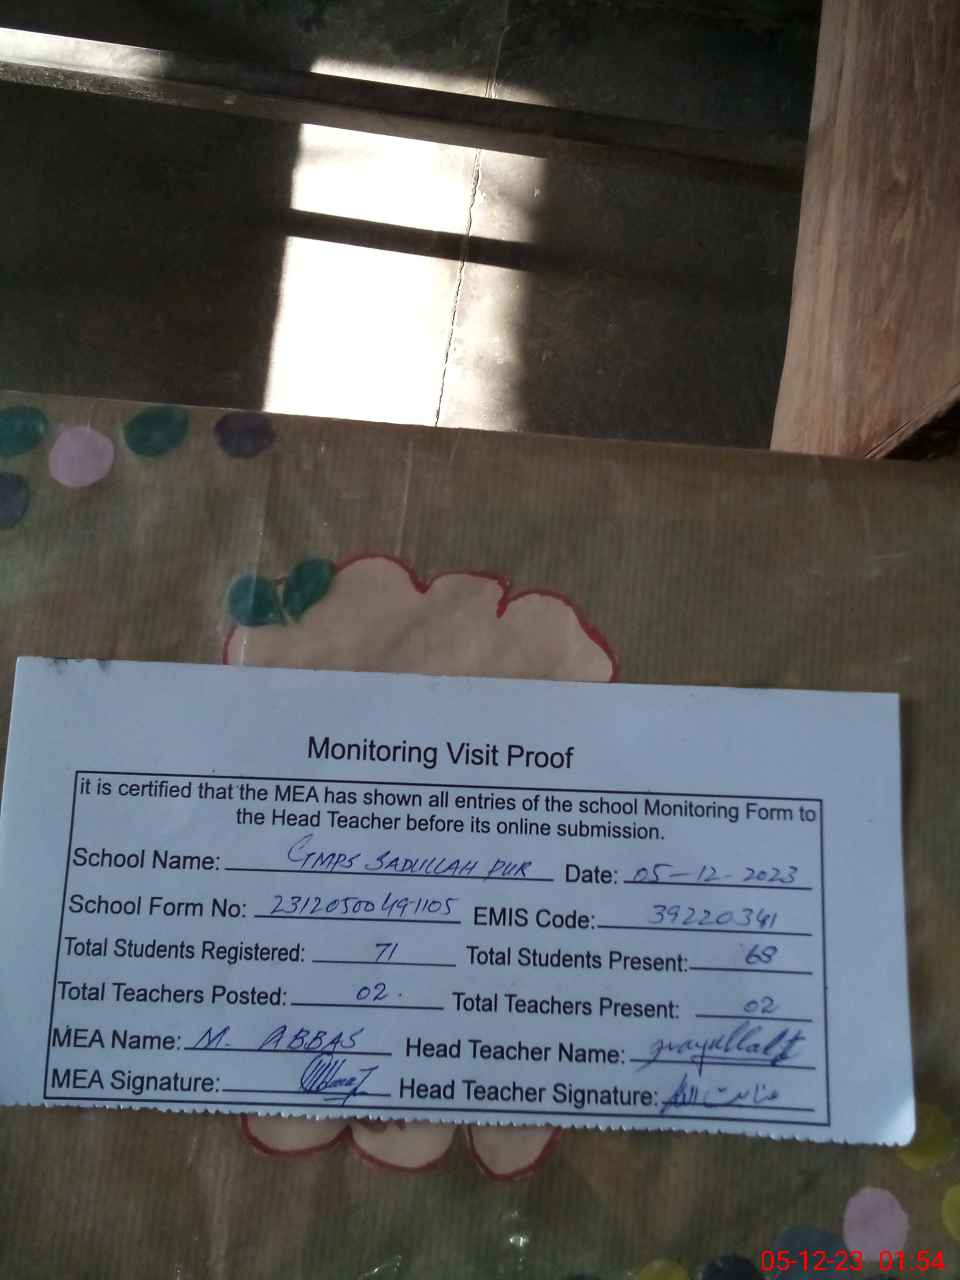 Monitoring Visit Proof
it is certified that the MEA has shown all entries of the school Monitoring Form to
the Head Teacher before its online submission.
School Name: GMPS SADULLAH PUR Date: 05-12-2023
School Form No: 23120500491105 EMIS Code: 39220341
Total Students Registered: 71 Total Students Present: 68
Total Teachers Posted: 02. Total Teachers Present: 02
MEA Name: M. ABBAS Head Teacher Name:
MEA Signature: Head Teacher Signature:
05-12-23 01:54